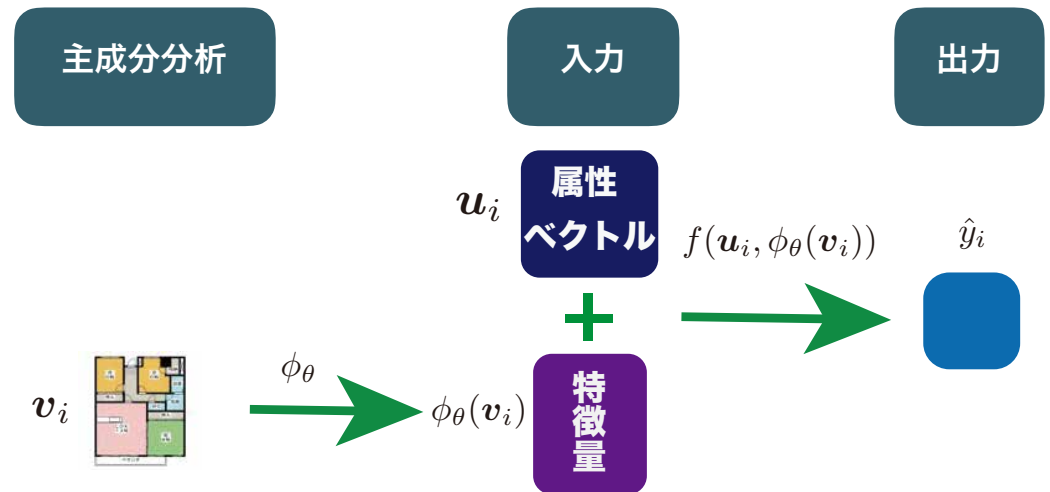 主成分分析
入力
出力
u_i
属性
ベクトル
f(u_i, φ_θ(v_i))
ŷ_i
v_i
φ_θ
φ_θ(v_i)
特徴量